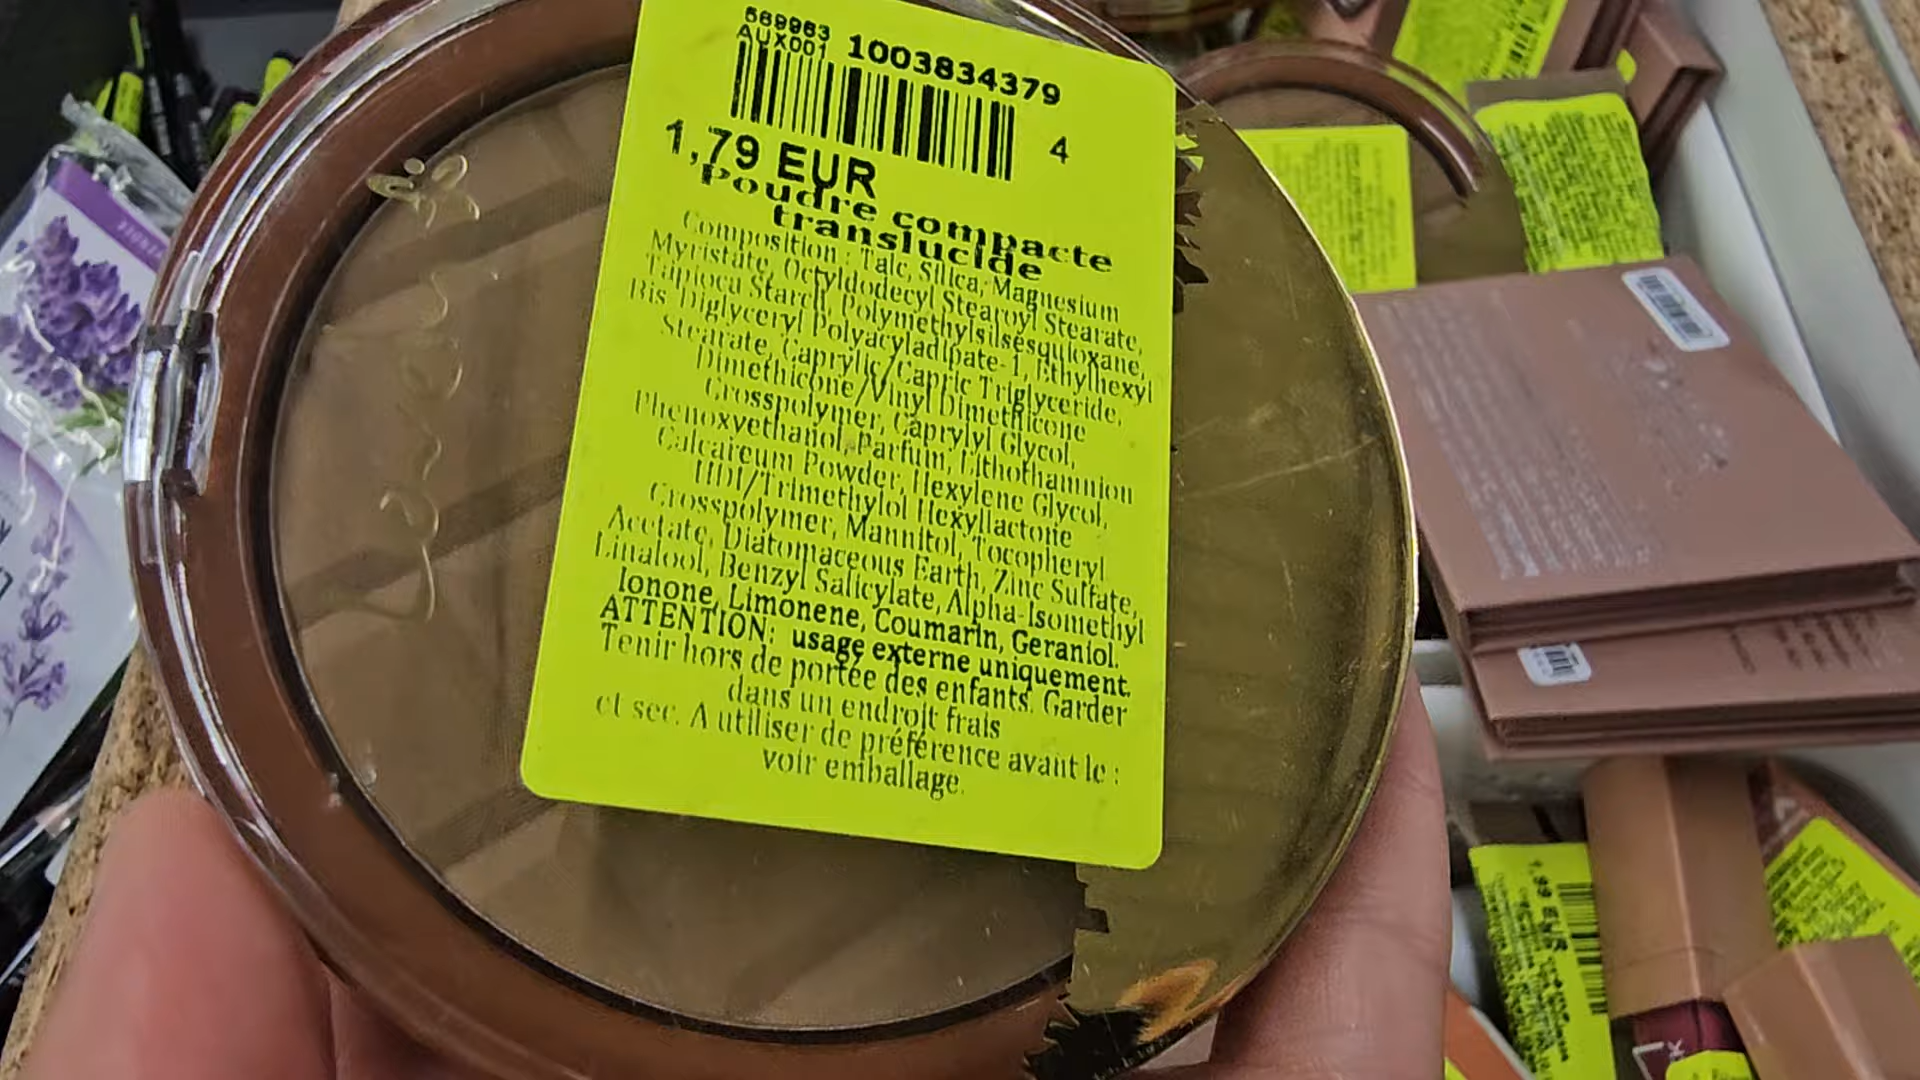 569963
AUX001 1003834379
4
1,79 EUR
Poudre compacte
translucide
Composition : Talc, Silica, Magnesium
Myristate, Octyldodecyl Stearoyl Stearate,
Tapioca Starch, Polymethylsilsesquioxane,
Bis Diglyceryl Polyacyladipate-1, Ethylhexyl
Stearate, Caprylic/Capric Triglyceride,
Dimethicone/Vinyl Dimethicone
Crosspolymer, Caprylyl Glycol,
Phenoxyethanol, Parfum, Lithothamnion
Calcareum Powder, Hexylene Glycol,
HDI/Trimethylol Hexyllactone
Crosspolymer, Mannitol, Tocopheryl
Acetate, Diatomaceous Earth, Zinc Sulfate,
Linalool, Benzyl Salicylate, Alpha-Isomethyl
Ionone, Limonene, Coumarin, Geraniol.
ATTENTION: usage externe uniquement.
Tenir hors de portée des enfants. Garder
dans un endroit frais
et sec. A utiliser de préférence avant le :
voir emballage.